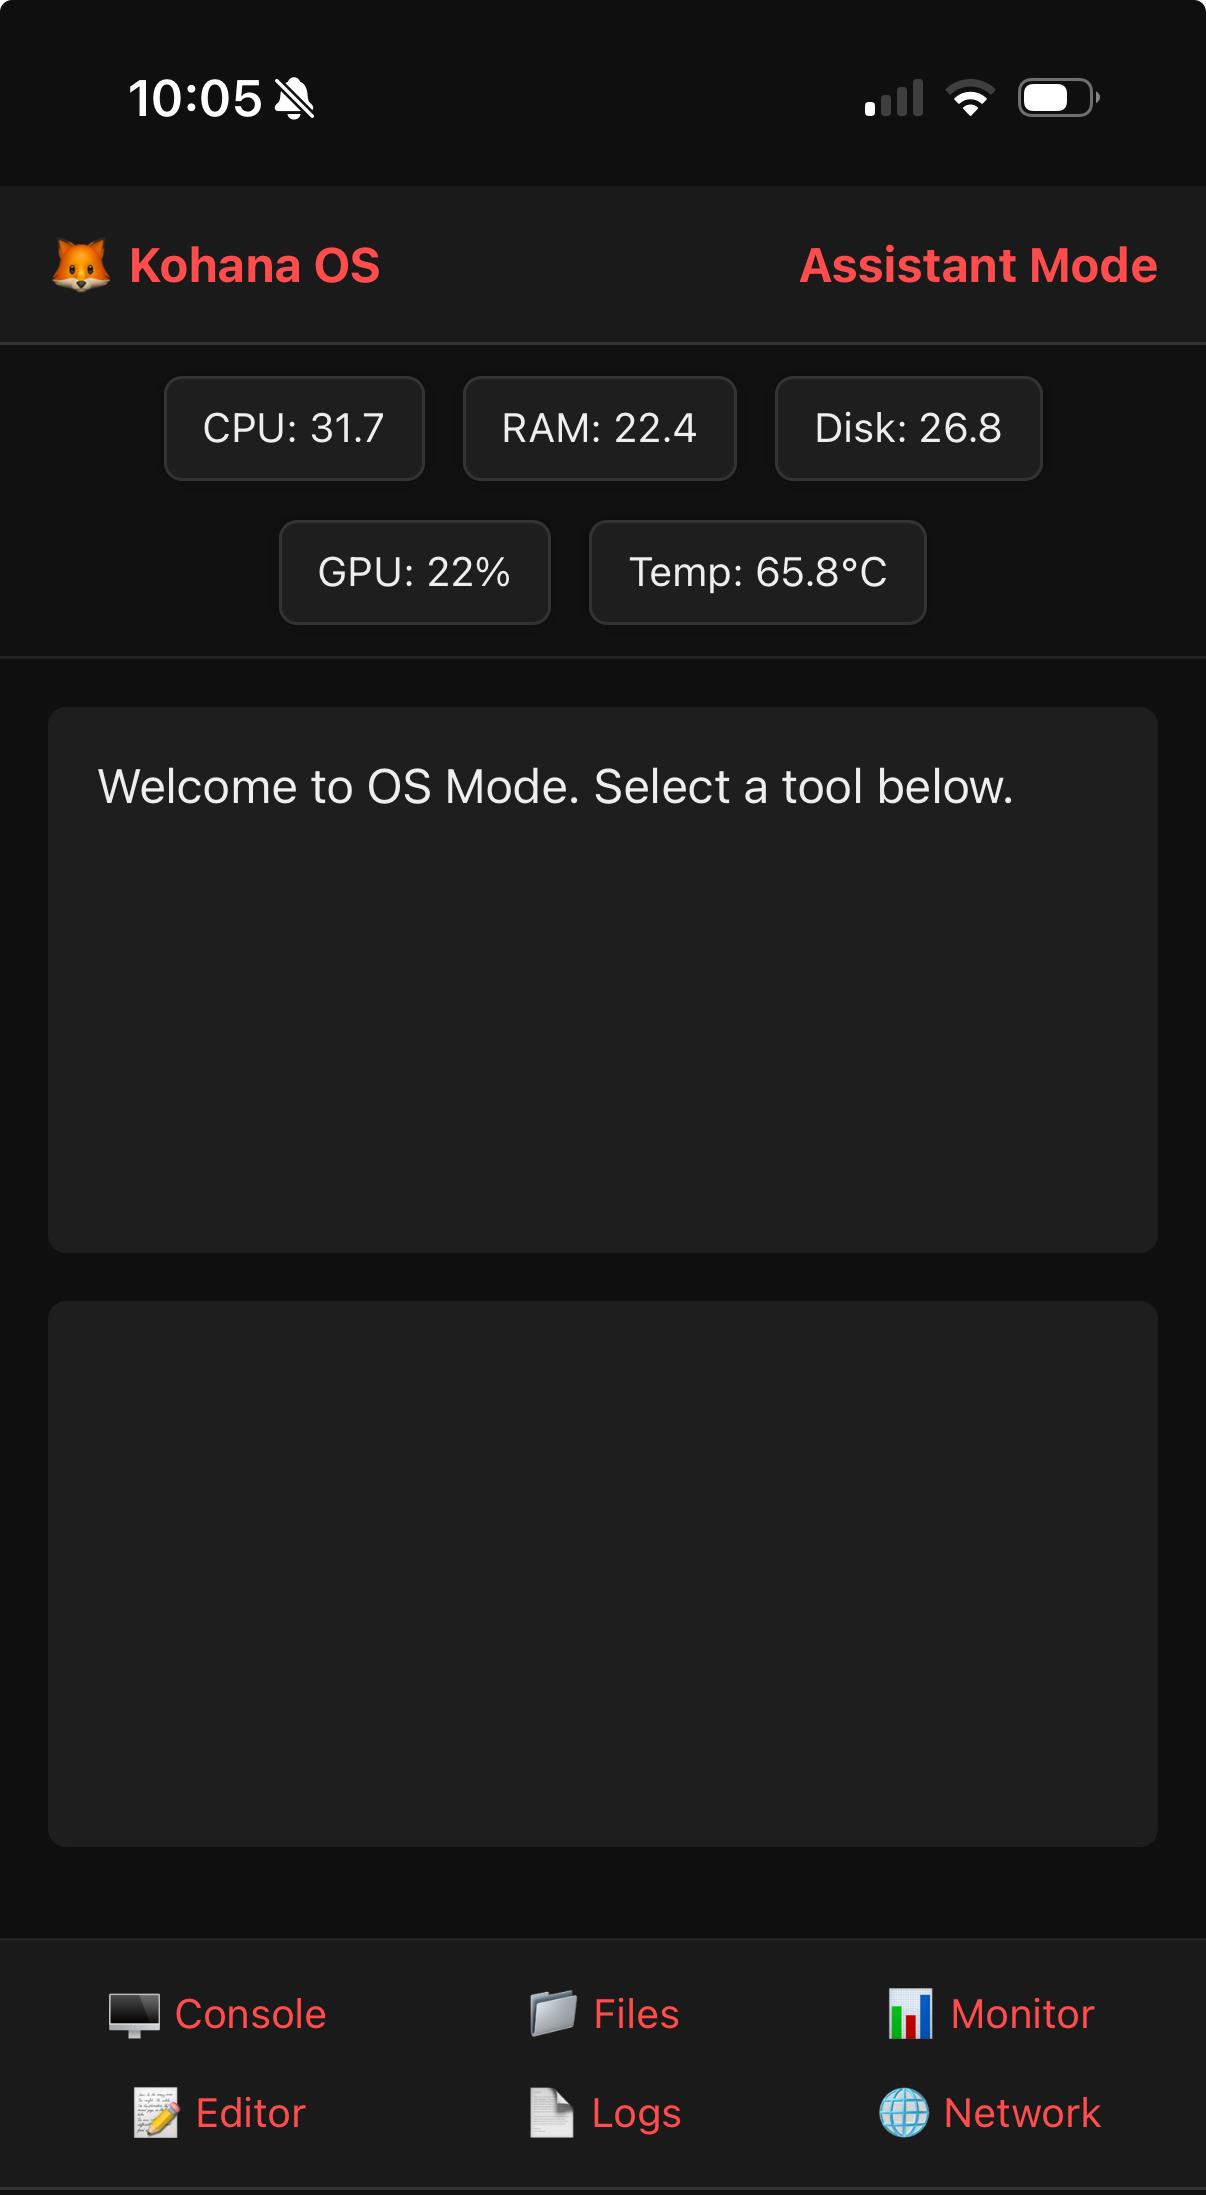 10:05
Kohana OS
Assistant Mode
CPU: 31.7
RAM: 22.4
Disk: 26.8
GPU: 22%
Temp: 65.8°C
Welcome to OS Mode. Select a tool below.
Console
Files
Monitor
Editor
Logs
Network